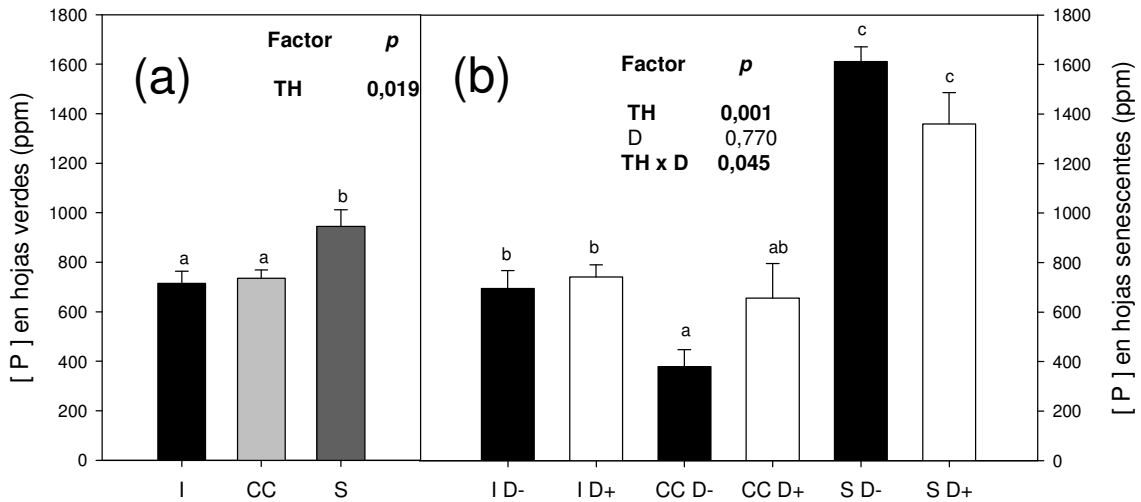 [ P ] en hojas verdes (ppm)
1800
1600
1400
1200
1000
800
600
400
200
0
(a)
Factor p
TH 0,019
a
a
b
I CC S
(b)
Factor p
TH 0,001
D 0,770
TH x D 0,045
b
b
a
ab
c
c
I D- I D+ CC D- CC D+ S D- S D+
1800
1600
1400
1200
1000
800
600
400
200
0
[ P ] en hojas senescentes (ppm)